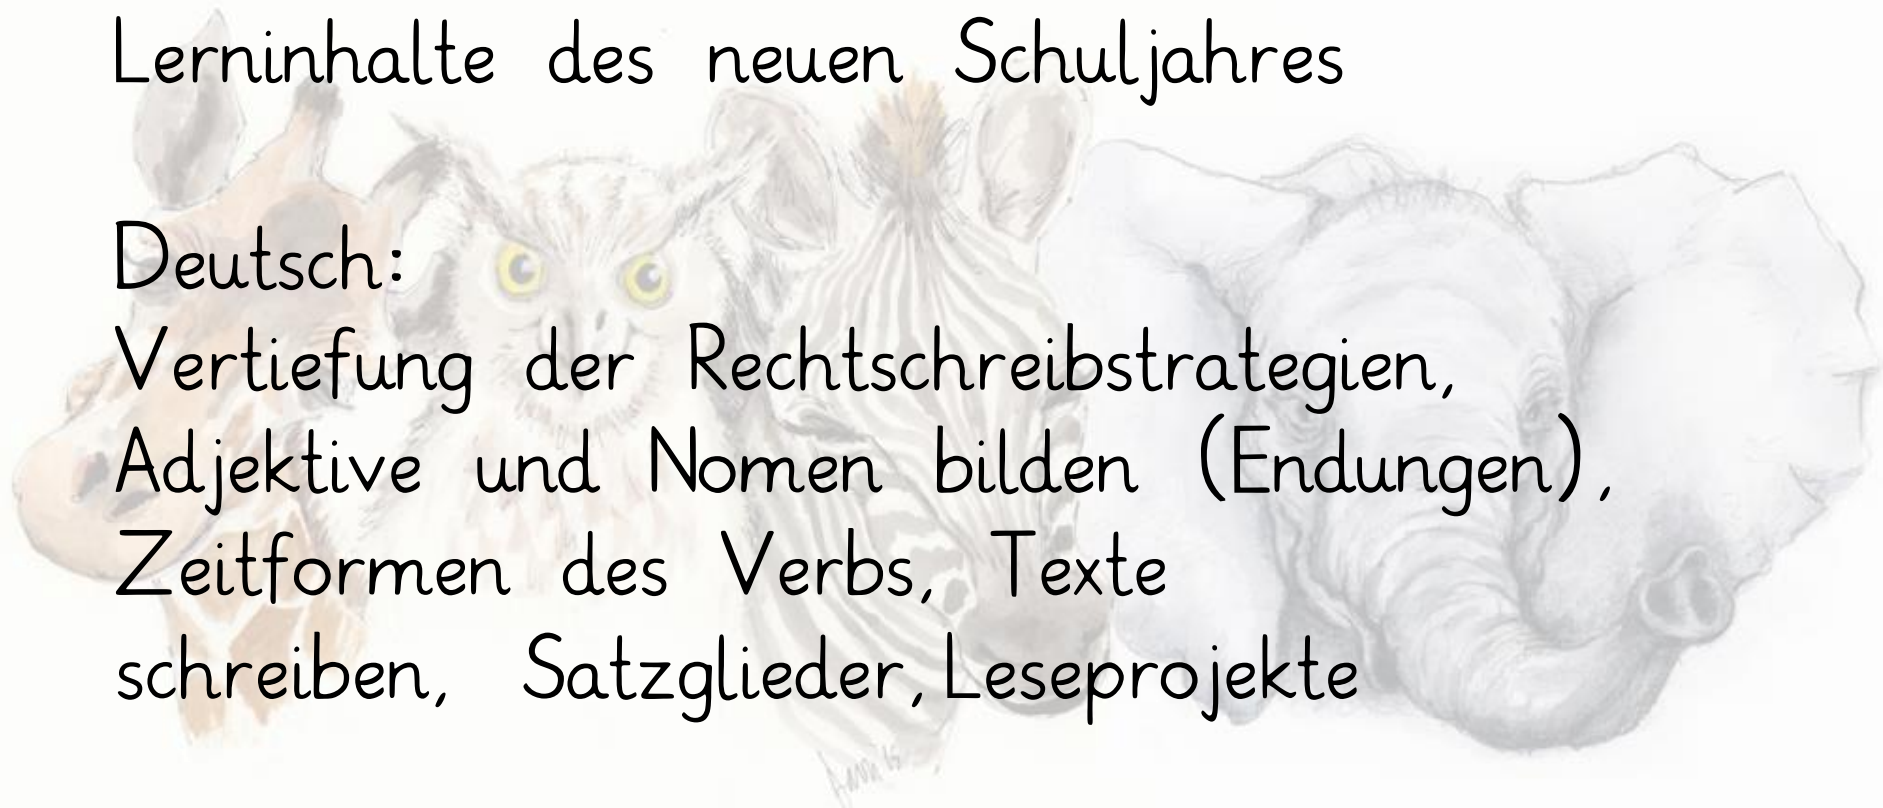 Lerninhalte des neuen Schuljahres
Deutsch:
Vertiefung der Rechtschreibstrategien,
Adjektive und Nomen bilden (Endungen),
Zeitformen des Verbs, Texte
schreiben, Satzglieder, Leseprojekte